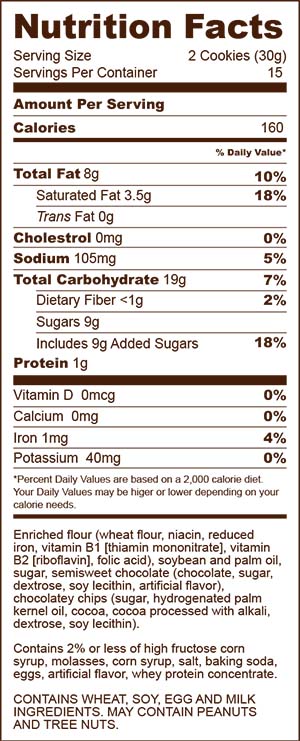 Nutrition Facts
Serving Size 2 Cookies (30g)
Servings Per Container 15
Amount Per Serving
Calories 160
% Daily Value*
Total Fat 8g 10%
Saturated Fat 3.5g 18%
Trans Fat 0g
Cholestrol 0mg 0%
Sodium 105mg 5%
Total Carbohydrate 19g 7%
Dietary Fiber <1g 2%
Sugars 9g
Includes 9g Added Sugars 18%
Protein 1g
Vitamin D 0mcg 0%
Calcium 0mg 0%
Iron 1mg 4%
Potassium 40mg 0%
*Percent Daily Values are based on a 2,000 calorie diet.
Your Daily Values may be higer or lower depending on your
calorie needs.
Enriched flour (wheat flour, niacin, reduced
iron, vitamin B1 [thiamin mononitrate], vitamin
B2 [riboflavin], folic acid), soybean and palm oil,
sugar, semisweet chocolate (chocolate, sugar,
dextrose, soy lecithin, artificial flavor),
chocolatey chips (sugar, hydrogenated palm
kernel oil, cocoa, cocoa processed with alkali,
dextrose, soy lecithin).
Contains 2% or less of high fructose corn
syrup, molasses, corn syrup, salt, baking soda,
eggs, artificial flavor, whey protein concentrate.
CONTAINS WHEAT, SOY, EGG AND MILK
INGREDIENTS. MAY CONTAIN PEANUTS
AND TREE NUTS.